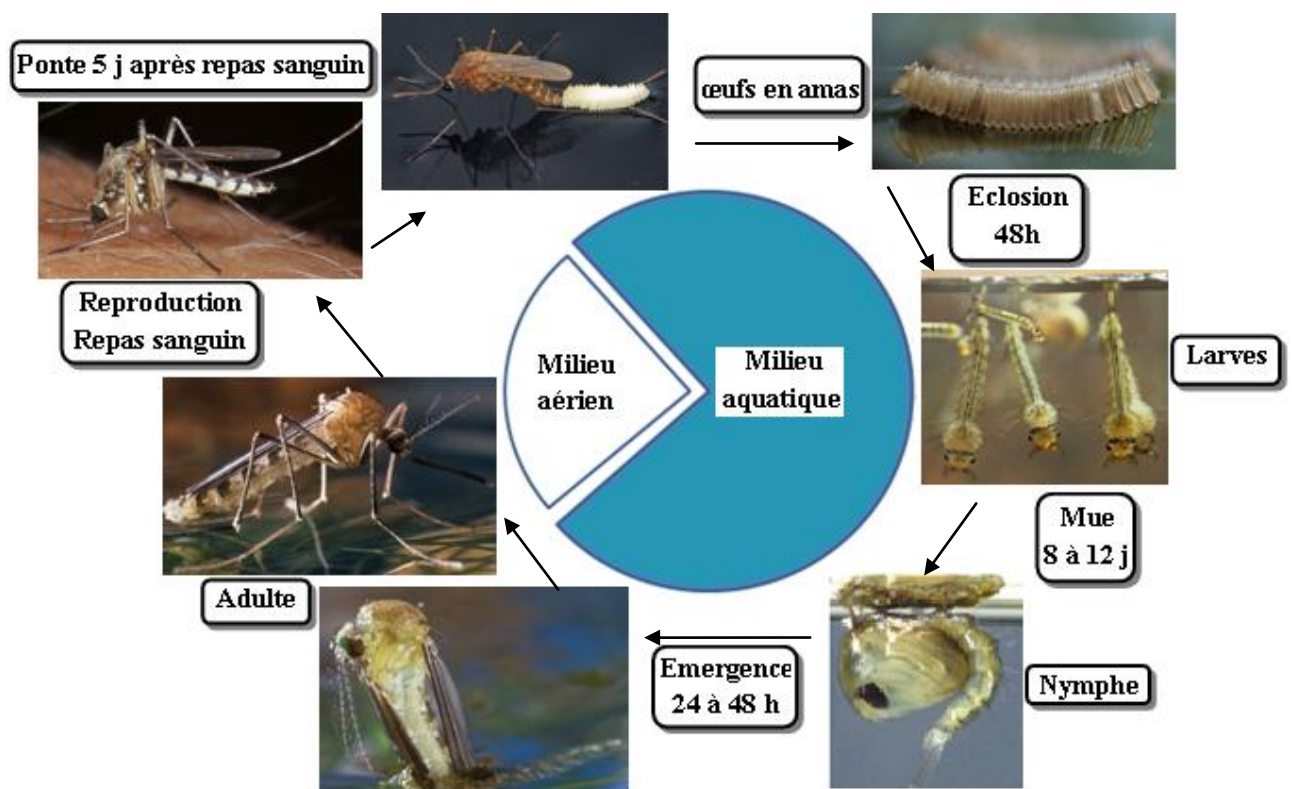 Ponte 5 j après repas sanguin
œufs en amas
Eclosion
48h
Larves
Mue
8 à 12 j
Nymphe
Emergence
24 à 48 h
Adulte
Reproduction
Repas sanguin
Milieu
aérien
Milieu
aquatique